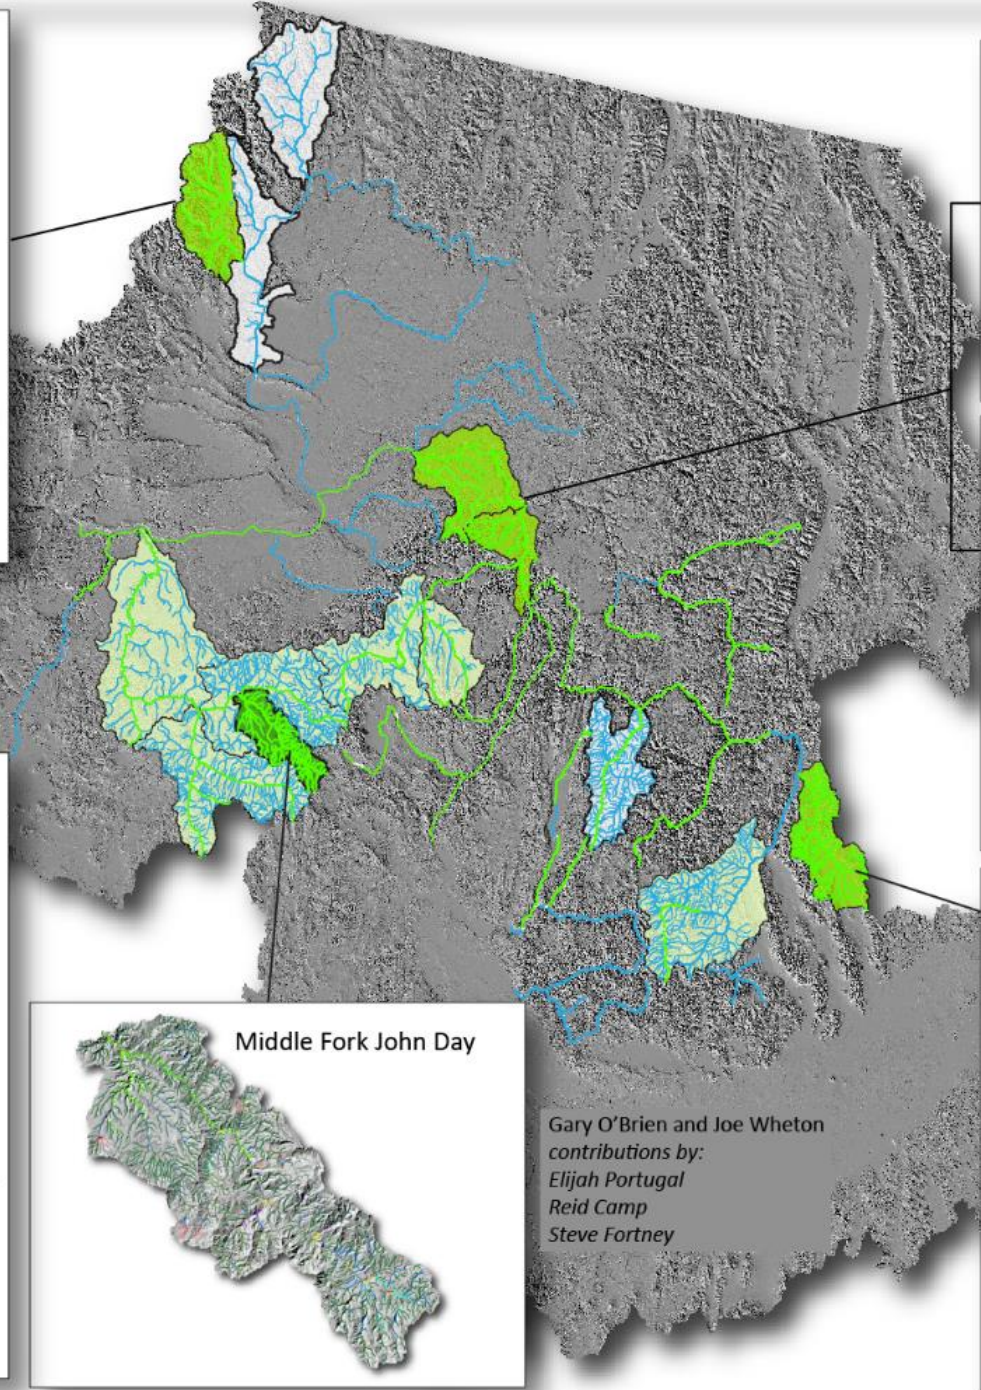 Middle Fork John Day
Gary O'Brien and Joe Wheton
contributions by:
Elijah Portugal
Reid Camp
Steve Fortney